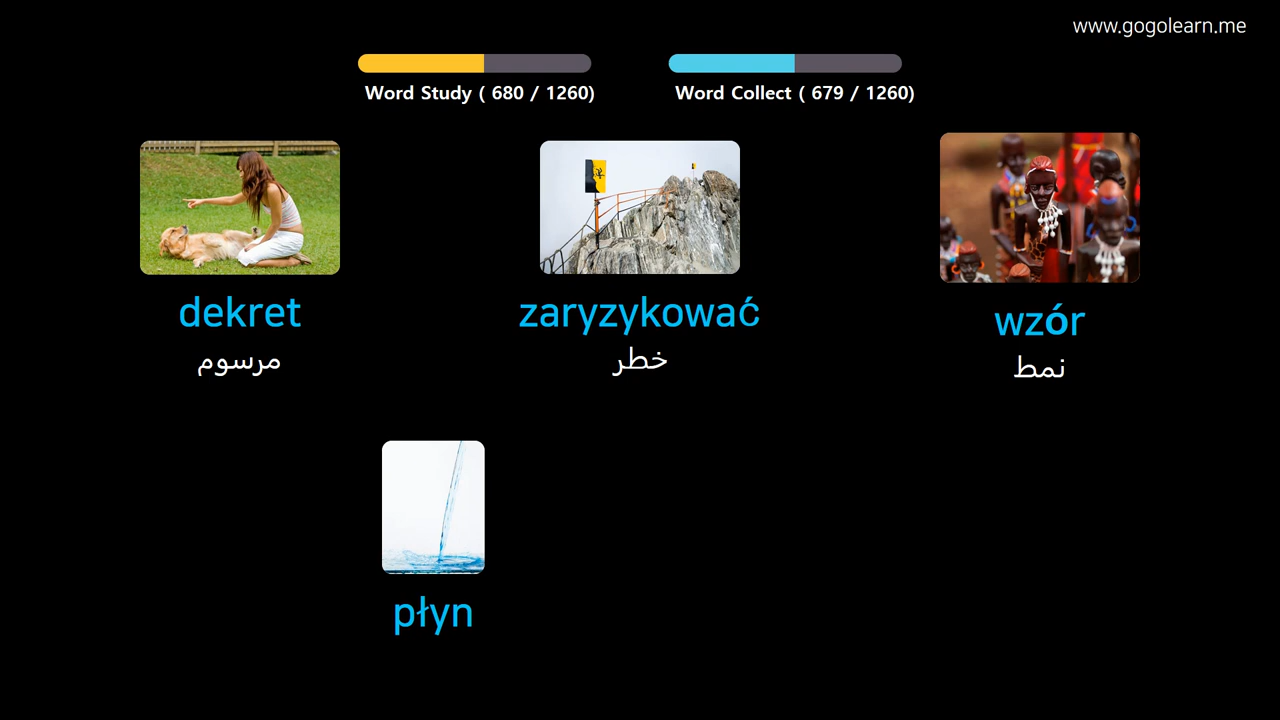 www.gogolearn.me
Word Study ( 680 / 1260)
Word Collect ( 679 / 1260)
dekret
مرسوم
zaryzykować
خطر
wzór
نمط
płyn